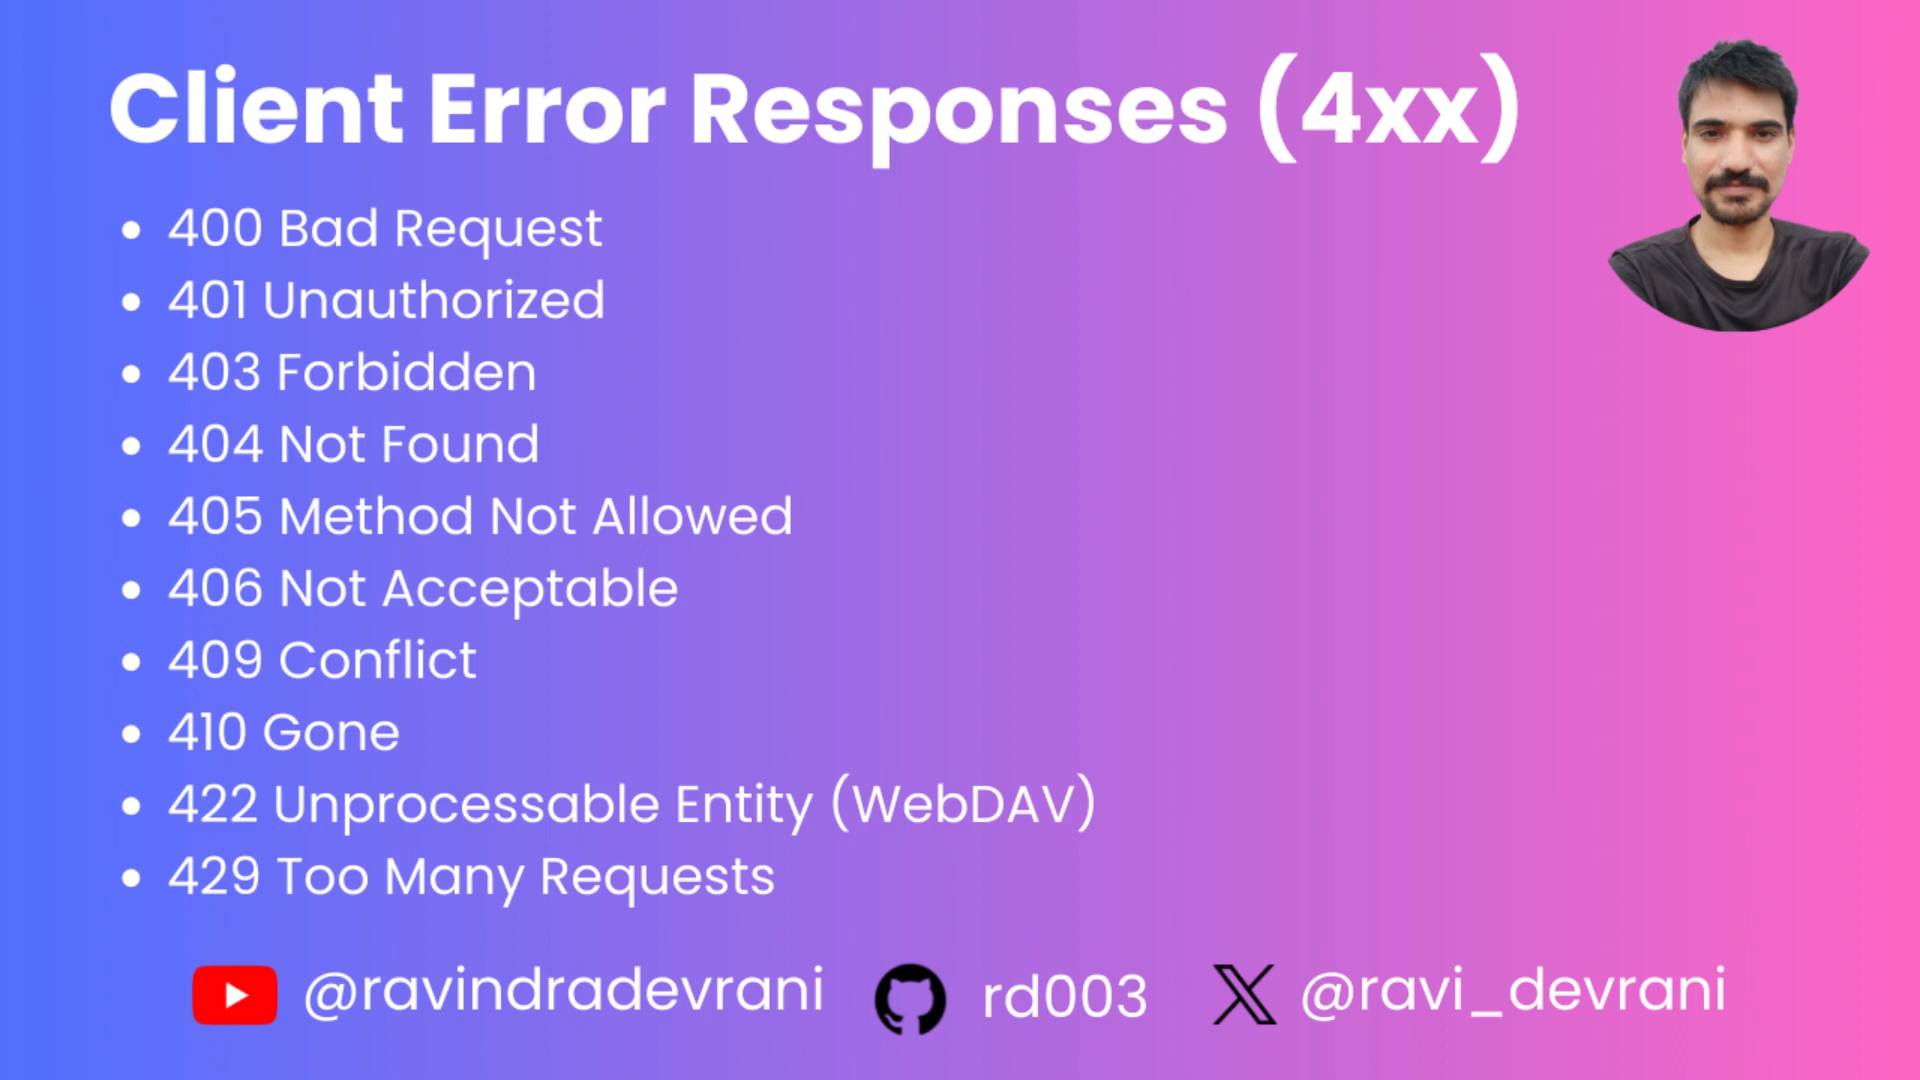 Client Error Responses (4xx)
• 400 Bad Request
• 401 Unauthorized
• 403 Forbidden
• 404 Not Found
• 405 Method Not Allowed
• 406 Not Acceptable
• 409 Conflict
• 410 Gone
• 422 Unprocessable Entity (WebDAV)
• 429 Too Many Requests
@ravindradevrani rd003 @ravi_devrani